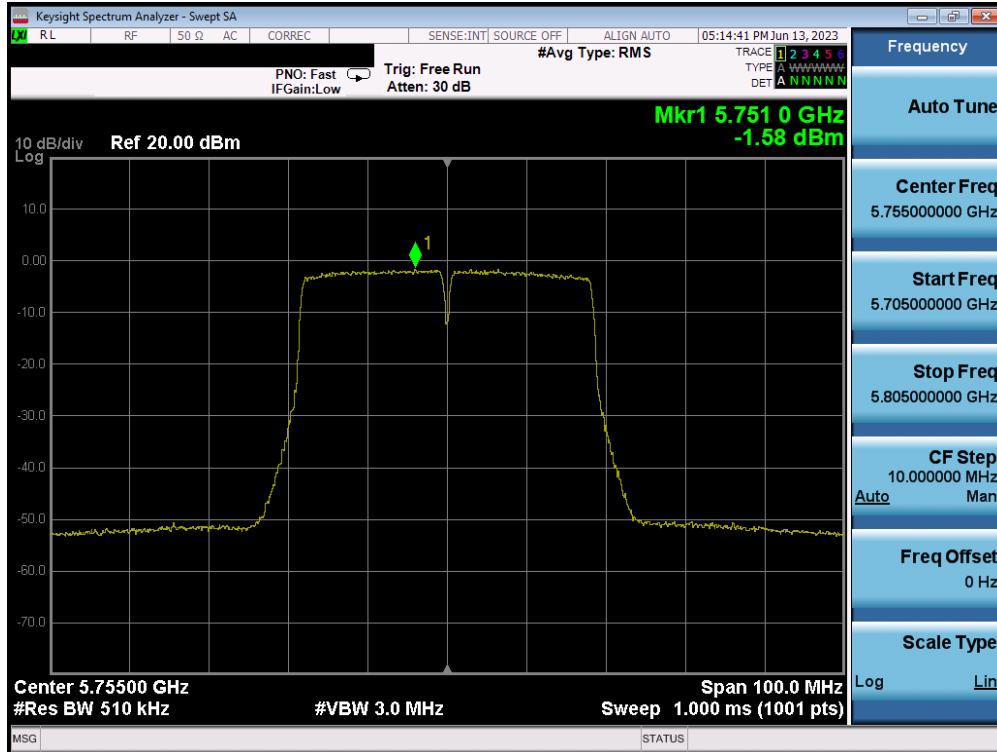 Keysight Spectrum Analyzer - Swept SA
LXI RL RF 50 Ω AC CORREC SENSE:INT SOURCE OFF ALIGN AUTO 05:14:41 PM Jun 13, 2023
#Avg Type: RMS
PNO: Fast
IFGain:Low
Trig: Free Run
Atten: 30 dB
TRACE 1 2 3 4 5 6
TYPE A WWWWW
DET A N N N N N
Mkr1 5.751 0 GHz
-1.58 dBm
10 dB/div Ref 20.00 dBm
Log
10.0
0.00
-10.0
-20.0
-30.0
-40.0
-50.0
-60.0
-70.0
1
Center 5.75500 GHz Span 100.0 MHz
#Res BW 510 kHz #VBW 3.0 MHz Sweep 1.000 ms (1001 pts)
MSG STATUS
Frequency
Auto Tune
Center Freq
5.755000000 GHz
Start Freq
5.705000000 GHz
Stop Freq
5.805000000 GHz
CF Step
10.000000 MHz
Auto Man
Freq Offset
0 Hz
Scale Type
Log Lin